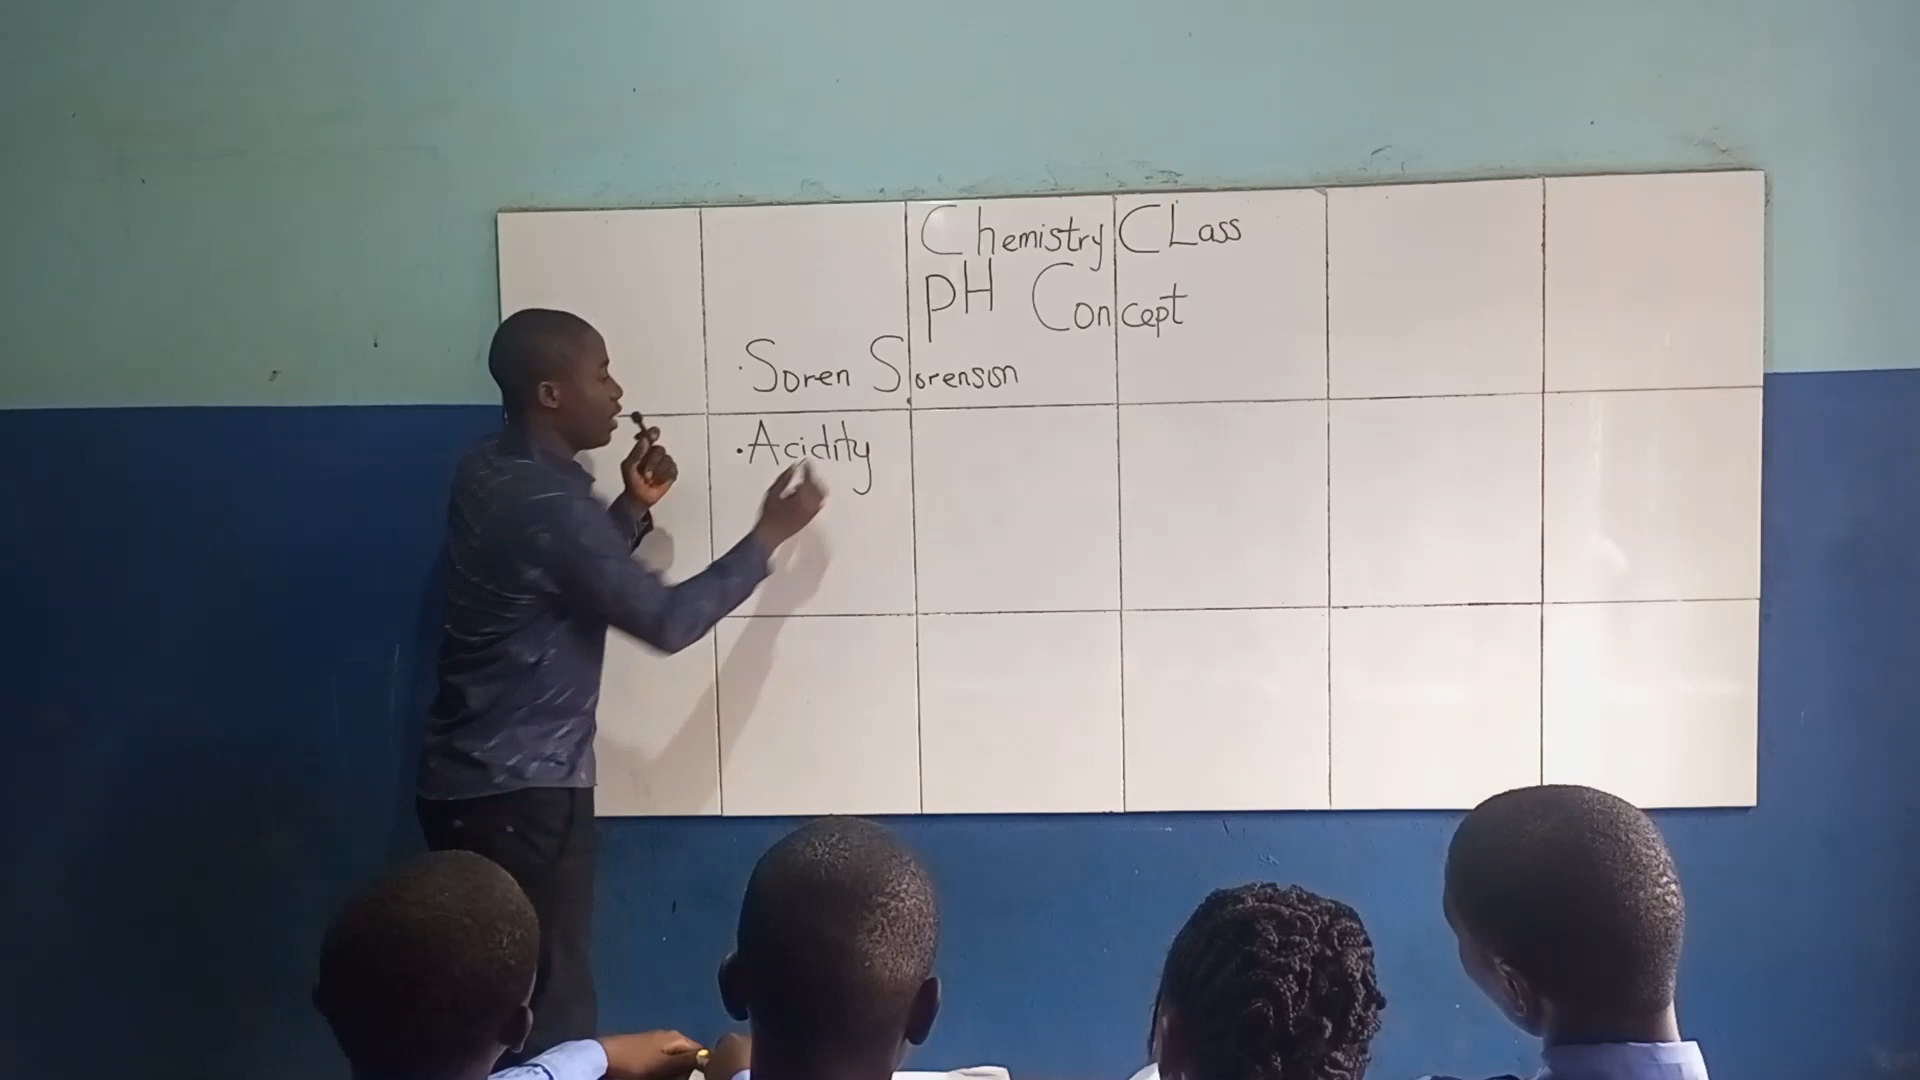 Chemistry CLass
pH Concept
· Soren Sorenson
· Acidity